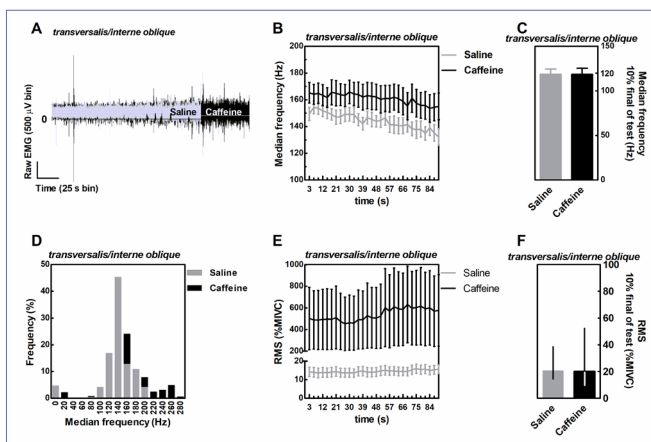 A
transversalis/interne oblique
Raw EMG (500 µV bin)
0
Saline
Caffeine
Time (25 s bin)
B
transversalis/interne oblique
Saline
Caffeine
Median frequency (Hz)
200
180
160
140
120
100
3 12 21 30 39 48 57 66 75 84
time (s)
C
transversalis/interne oblique
150
120
100
50
0
Median frequency
10% final of test (Hz)
Saline
Caffeine
D
transversalis/interne oblique
Saline
Caffeine
Frequency (%)
50
40
30
20
10
0
0 20 40 60 80 100 120 140 160 180 200 220 240 260 280
Median frequency (Hz)
E
transversalis/interne oblique
Saline
Caffeine
RMS (%MIVC)
1000
800
600
400
200
20
10
0
3 12 21 30 39 48 57 66 75 84
time (s)
F
transversalis/interne oblique
100
80
60
40
20
0
RMS
10% final of test (%MIVC)
Saline
Caffeine